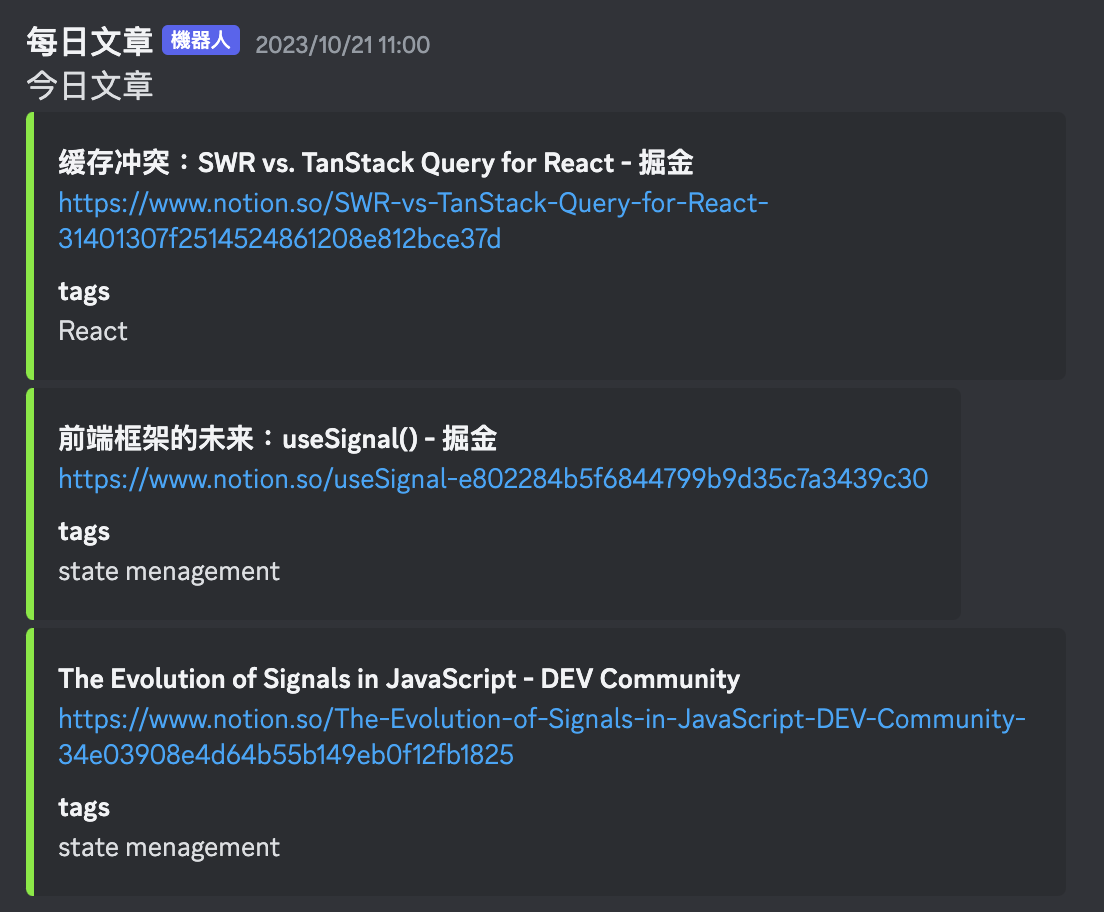 每日文章 機器人 2023/10/21 11:00
今日文章
缓存冲突：SWR vs. TanStack Query for React - 掘金
https://www.notion.so/SWR-vs-TanStack-Query-for-React-
31401307f2514524861208e812bce37d
tags
React
前端框架的未来：useSignal() - 掘金
https://www.notion.so/useSignal-e802284b5f6844799b9d35c7a3439c30
tags
state menagement
The Evolution of Signals in JavaScript - DEV Community
https://www.notion.so/The-Evolution-of-Signals-in-JavaScript-DEV-Community-
34e03908e4d64b55b149eb0f12fb1825
tags
state menagement